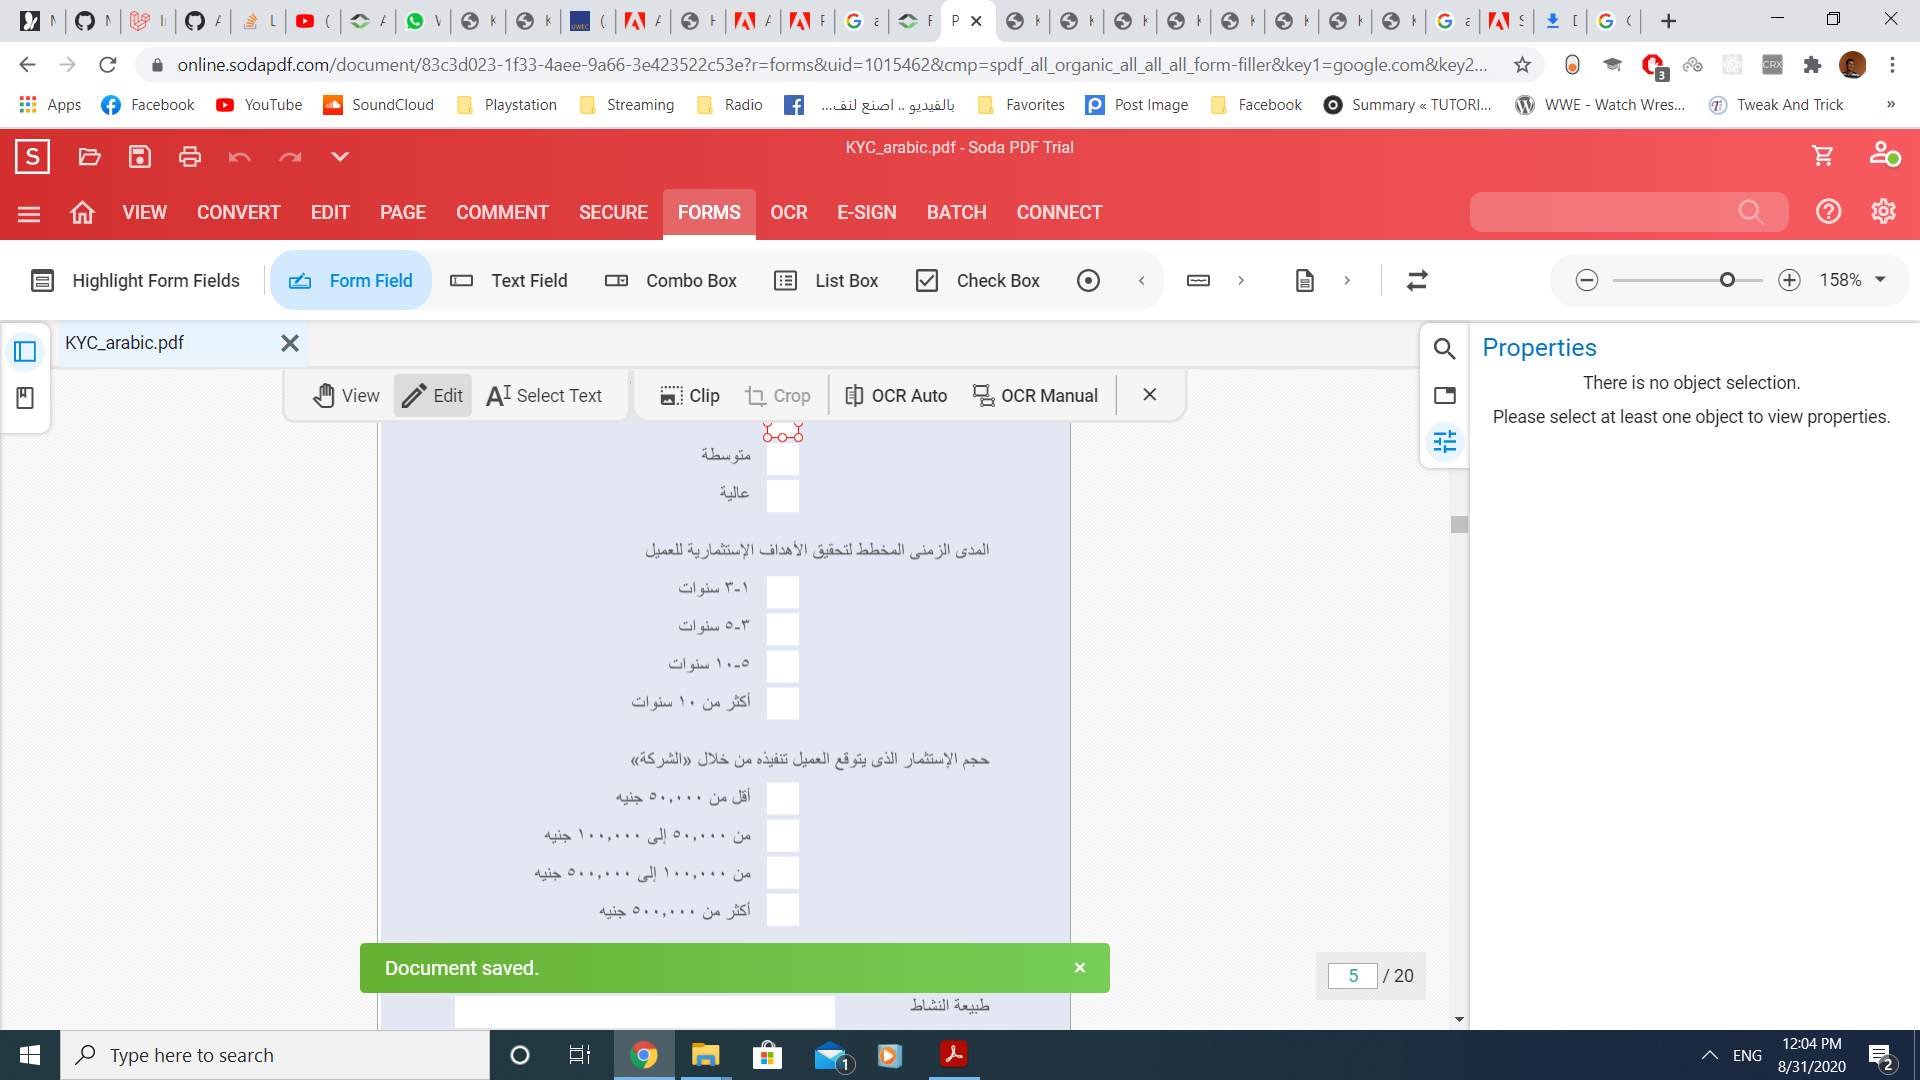 online.sodapdf.com/document/83c3d023-1f33-4aee-9a66-3e423522c53e?r=forms&uid=1015462&cmp=spdf_all_organic_all_all_all_form-filler&key1=google.com&key2...
3
CRX
Apps
Facebook
YouTube
SoundCloud
Playstation
Streaming
Radio
بالفيديو .. اصنع لنف...
Favorites
Post Image
Facebook
Summary « TUTORI...
WWE - Watch Wres...
Tweak And Trick
»
S
KYC_arabic.pdf - Soda PDF Trial
VIEW
CONVERT
EDIT
PAGE
COMMENT
SECURE
FORMS
OCR
E-SIGN
BATCH
CONNECT
Highlight Form Fields
Form Field
Text Field
Combo Box
List Box
Check Box
158%
KYC_arabic.pdf
View
Edit
Select Text
Clip
Crop
OCR Auto
OCR Manual
Properties
There is no object selection.
Please select at least one object to view properties.
متوسطة
عالية
المدى الزمنى المخطط لتحقيق الأهداف الإستثمارية للعميل
١-٣ سنوات
٣-٥ سنوات
٥-١٠ سنوات
أكثر من ١٠ سنوات
حجم الإستثمار الذى يتوقع العميل تنفيذه من خلال «الشركة»
أقل من ٥٠,٠٠٠ جنيه
من ٥٠,٠٠٠ إلى ١٠٠,٠٠٠ جنيه
من ١٠٠,٠٠٠ إلى ٥٠٠,٠٠٠ جنيه
أكثر من ٥٠٠,٠٠٠ جنيه
Document saved.
5 / 20
طبيعة النشاط
Type here to search
1
ENG
12:04 PM
8/31/2020
2